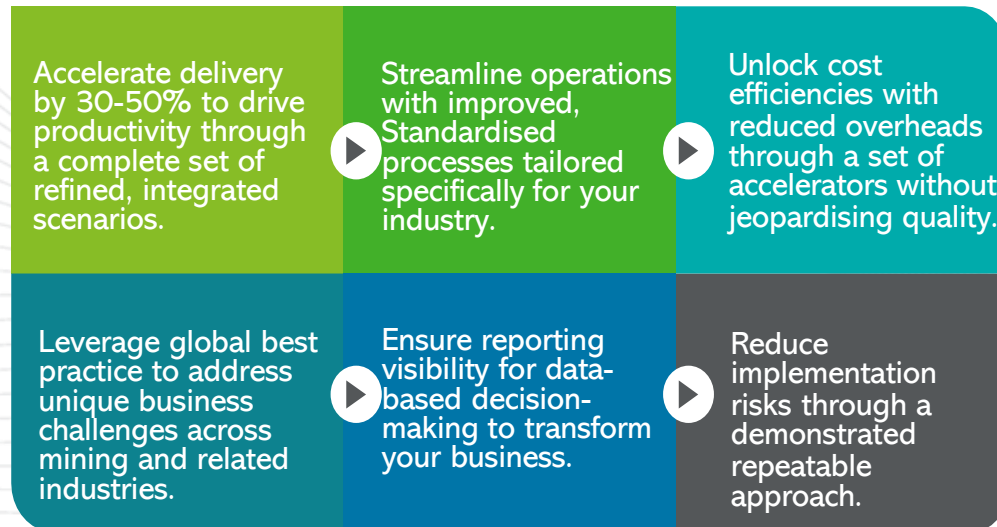 Accelerate delivery
by 30-50% to drive
productivity through
a complete set of
refined, integrated
scenarios.
Streamline operations
with improved,
Standardised
processes tailored
specifically for your
industry.
Unlock cost
efficiencies with
reduced overheads
through a set of
accelerators without
jeopardising quality.
Leverage global best
practice to address
unique business
challenges across
mining and related
industries.
Ensure reporting
visibility for data-
based decision-
making to transform
your business.
Reduce
implementation
risks through a
demonstrated
repeatable
approach.